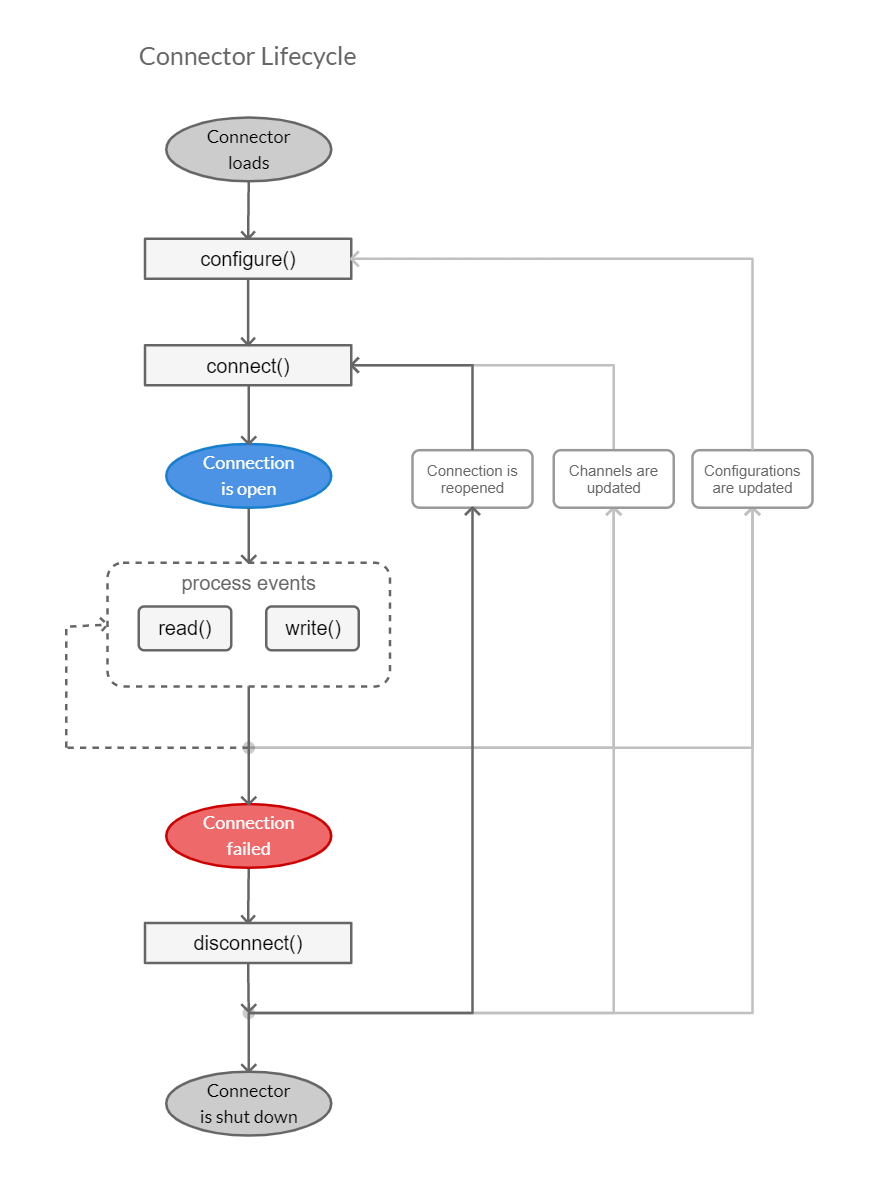 Connector Lifecycle
Connector
loads
configure()
connect()
Connection
is open
Connection is
reopened
Channels are
updated
Configurations
are updated
process events
read()
write()
Connection
failed
disconnect()
Connector
is shut down